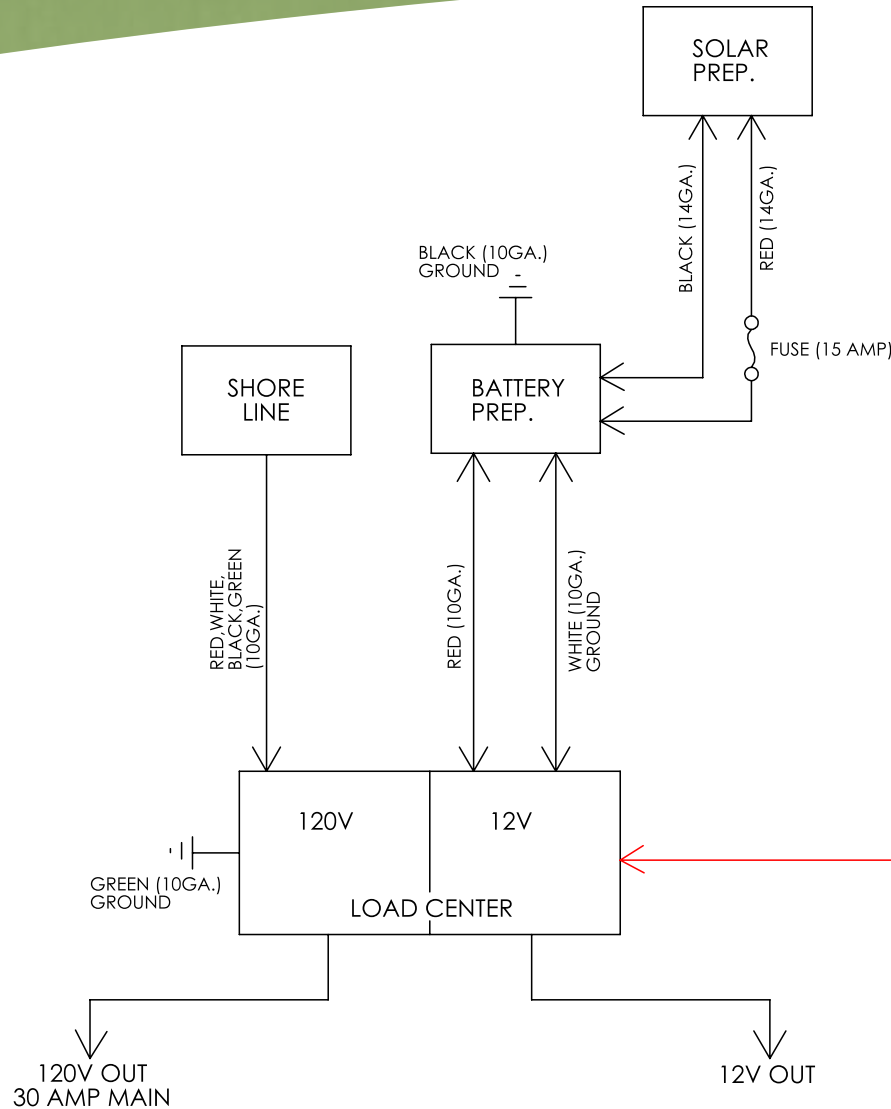 SOLAR
PREP.
BLACK (14GA.)
RED (14GA.)
BLACK (10GA.)
GROUND
FUSE (15 AMP)
SHORE
LINE
BATTERY
PREP.
RED,WHITE,
BLACK,GREEN
(10GA.)
RED (10GA.)
WHITE (10GA.)
GROUND
120V
12V
GREEN (10GA.)
GROUND
LOAD CENTER
120V OUT
30 AMP MAIN
12V OUT